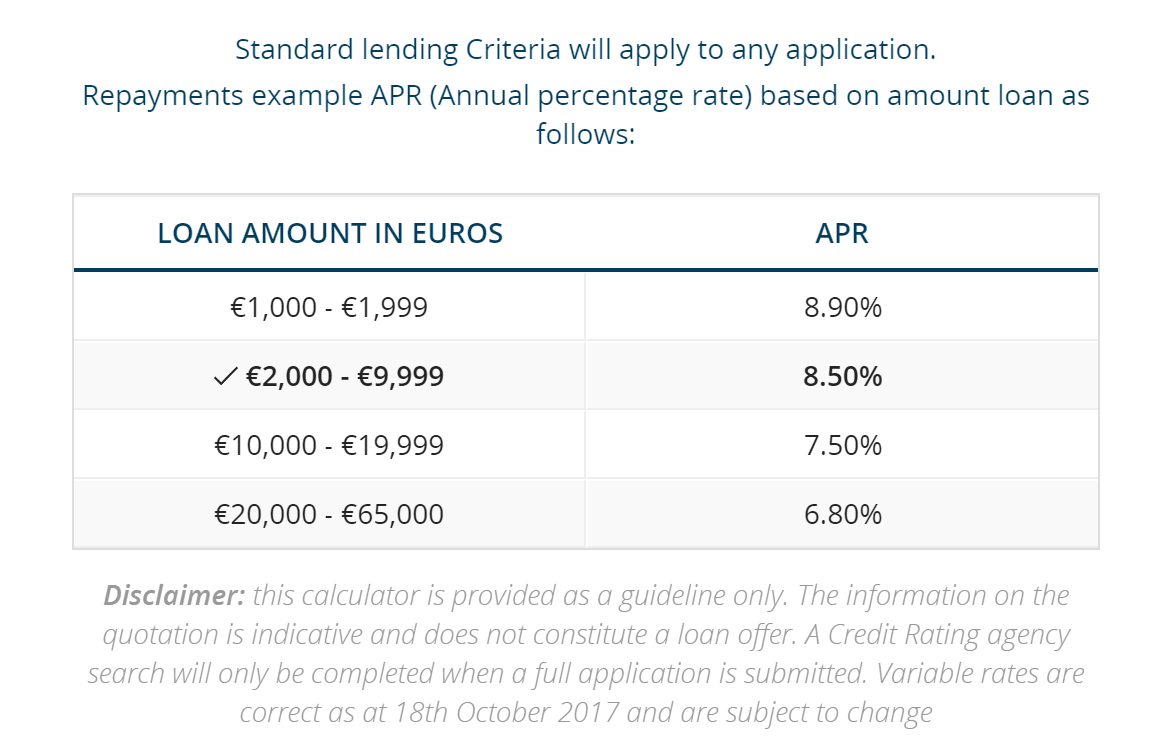 Standard lending Criteria will apply to any application.
Repayments example APR (Annual percentage rate) based on amount loan as
follows:
LOAN AMOUNT IN EUROS APR
€1,000 - €1,999 8.90%
✓ €2,000 - €9,999 8.50%
€10,000 - €19,999 7.50%
€20,000 - €65,000 6.80%
Disclaimer: this calculator is provided as a guideline only. The information on the
quotation is indicative and does not constitute a loan offer. A Credit Rating agency
search will only be completed when a full application is submitted. Variable rates are
correct as at 18th October 2017 and are subject to change